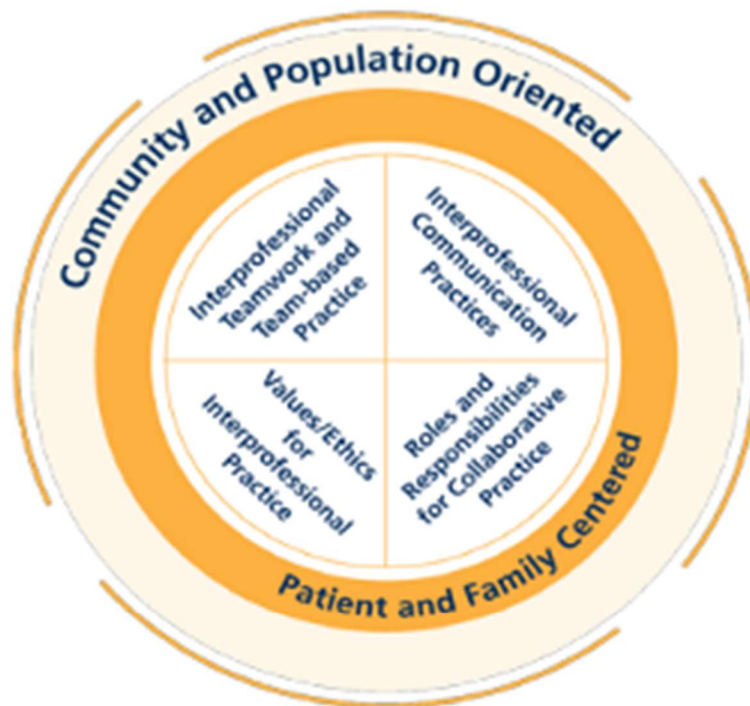 Community and Population Oriented
Interprofessional
Teamwork and
Team-based
Practice
Interprofessional
Communication
Practices
Values/Ethics
for
Interprofessional
Practice
Roles and
Responsibilities
for Collaborative
Practice
Patient and Family Centered